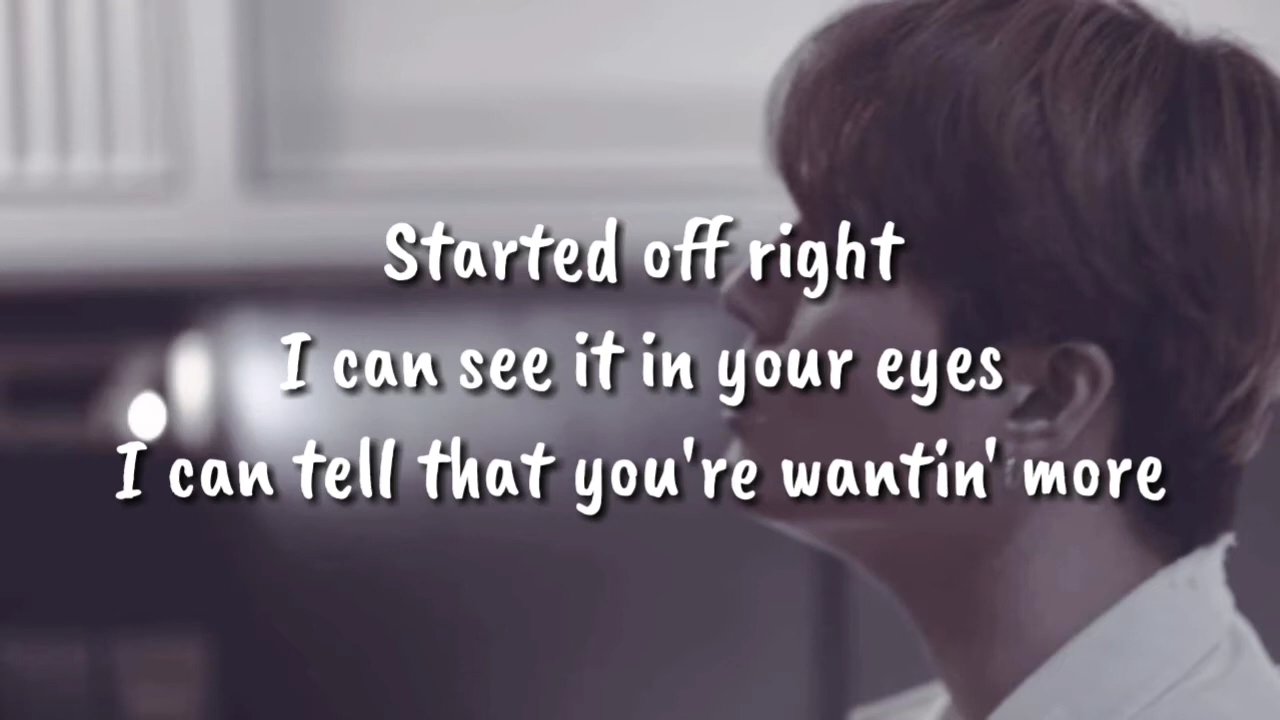 Started off right
I can see it in your eyes
I can tell that you're wantin' more